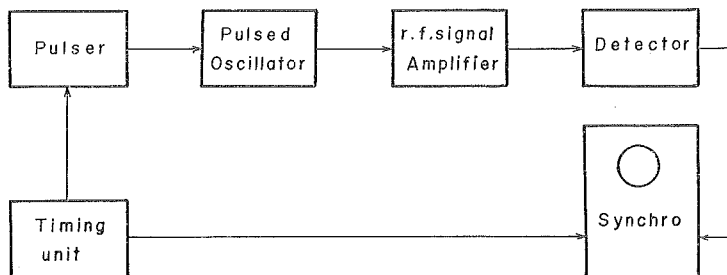 Pulser
Pulsed
Oscillator
r.f.signal
Amplifier
Detector
Timing
unit
Synchro